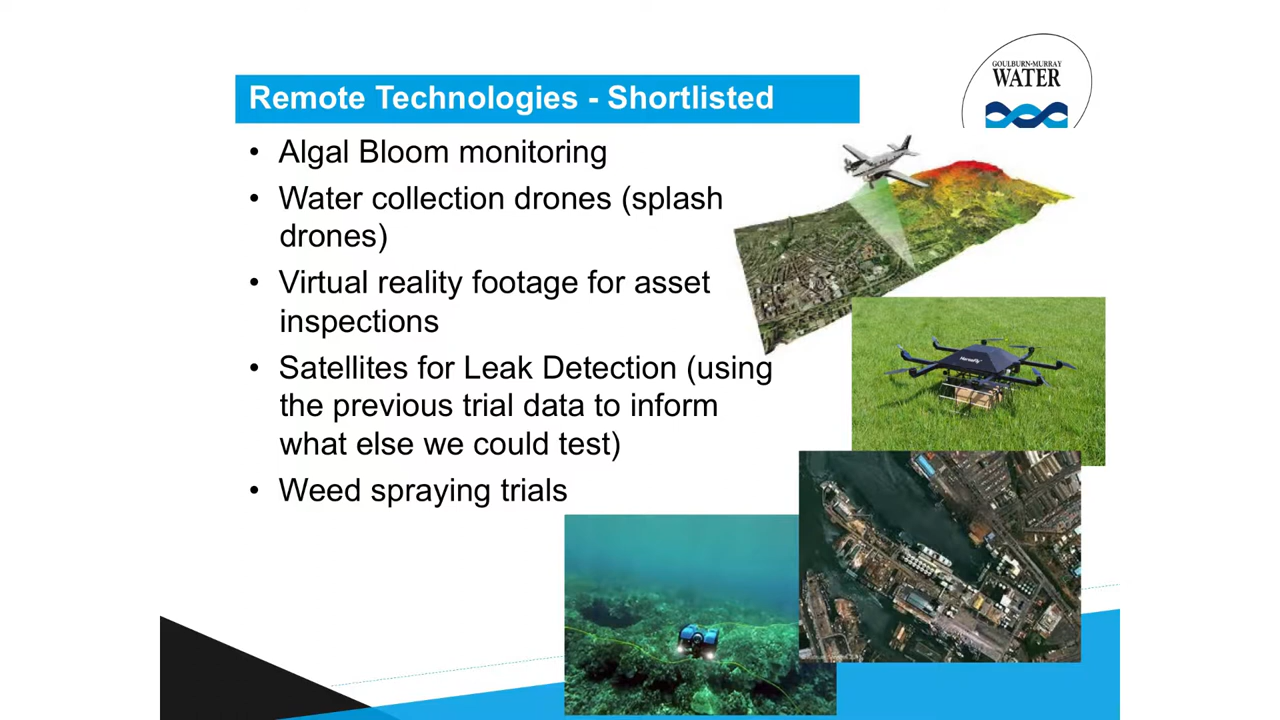 Remote Technologies - Shortlisted
GOULBURN-MURRAY
WATER
• Algal Bloom monitoring
• Water collection drones (splash
drones)
• Virtual reality footage for asset
inspections
• Satellites for Leak Detection (using
the previous trial data to inform
what else we could test)
• Weed spraying trials